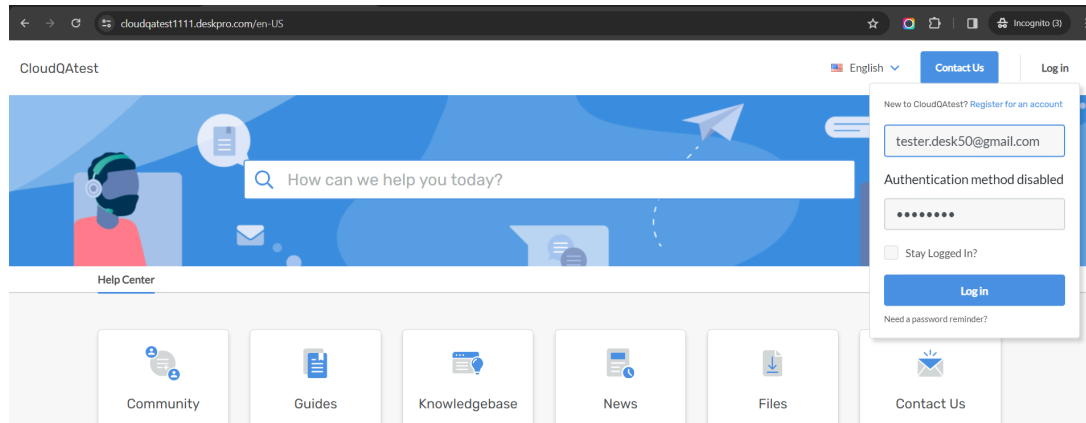 cloudqatest1111.deskpro.com/en-US
Incognito (3)
CloudQAtest
English
Contact Us
Log in
New to CloudQAtest? Register for an account
tester.desk50@gmail.com
How can we help you today?
Authentication method disabled
••••••••
Stay Logged In?
Log in
Need a password reminder?
Help Center
Community
Guides
Knowledgebase
News
Files
Contact Us